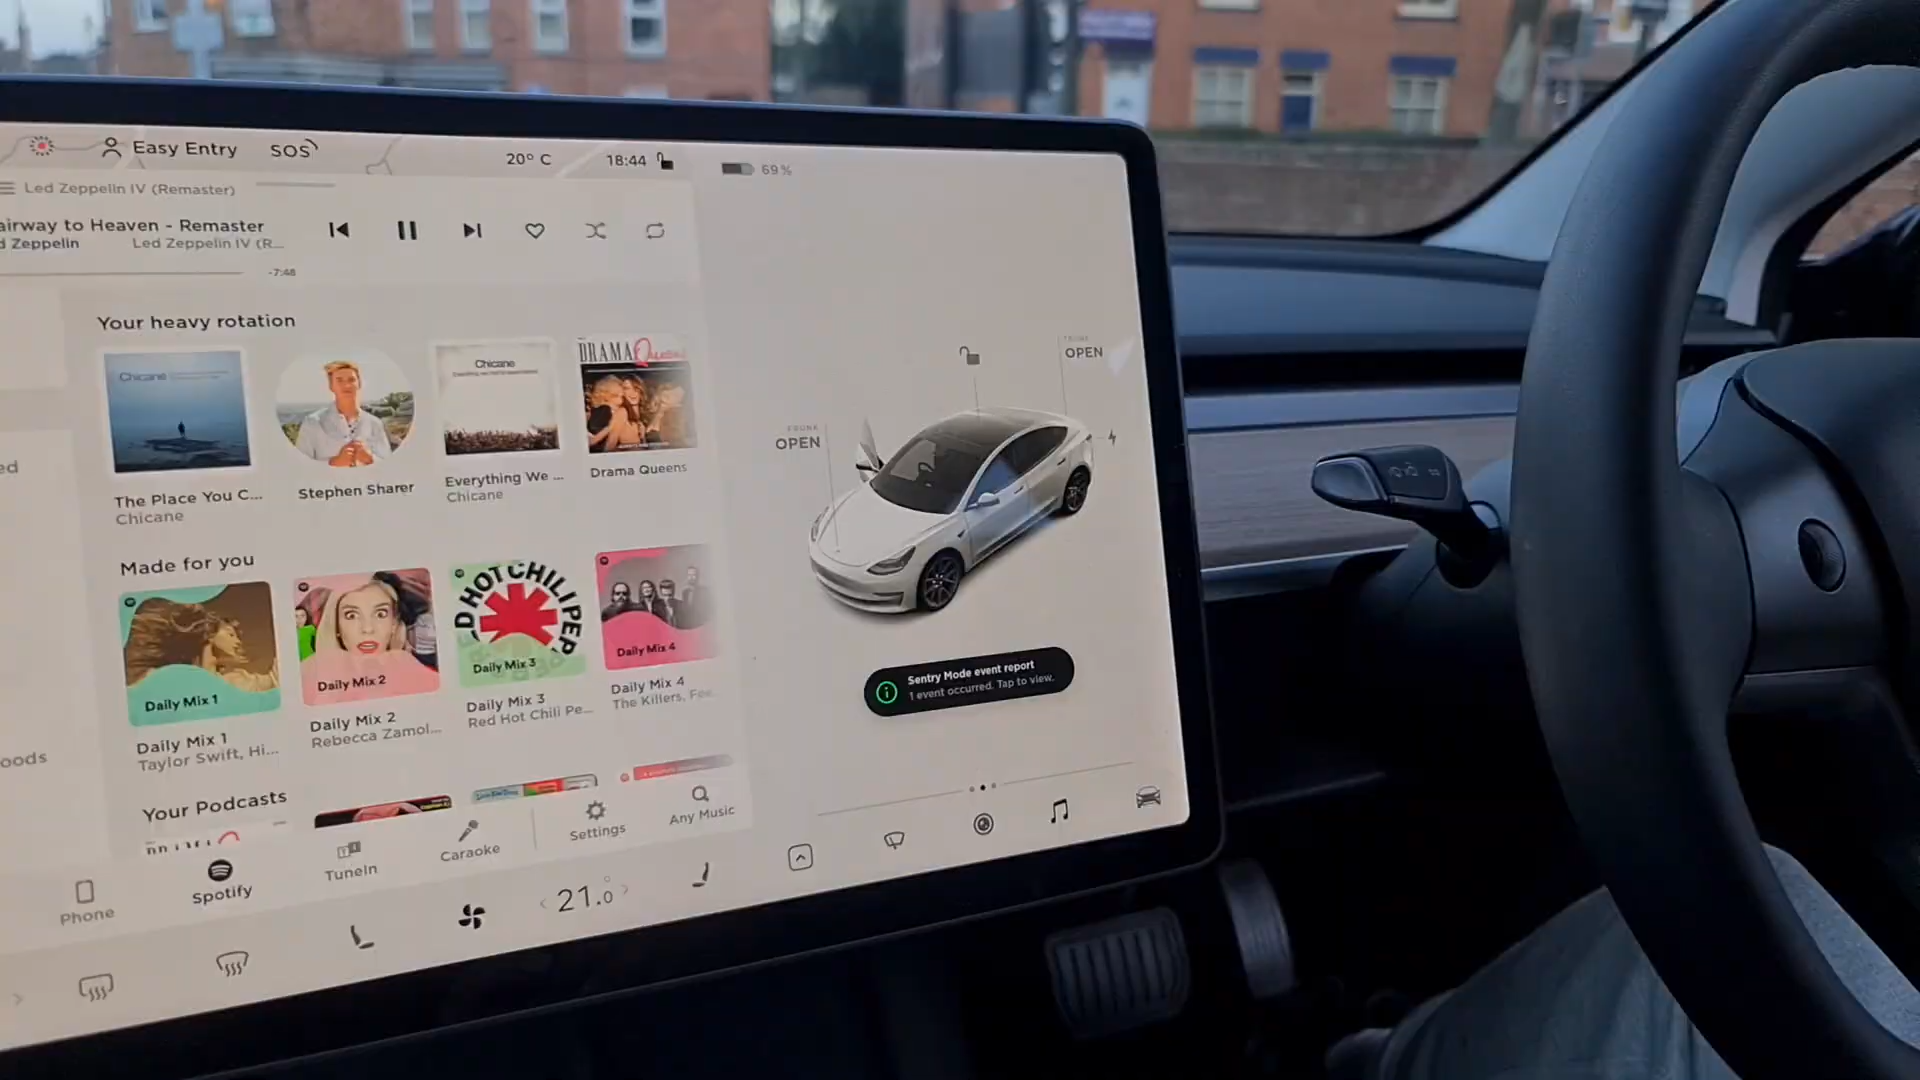 Easy Entry
SOS
20° C
18:44
69%
Led Zeppelin IV (Remaster)
airway to Heaven - Remaster
d Zeppelin
Led Zeppelin IV (R...
-7:48
Your heavy rotation
Chicane
Chicane
DRAMA Queens
The Place You C...
Chicane
Stephen Sharer
Everything We ...
Chicane
Drama Queens
ed
Made for you
Daily Mix 1
Daily Mix 2
D HOT CHILI PEP
Daily Mix 3
Daily Mix 4
Daily Mix 1
Taylor Swift, Hi...
Daily Mix 2
Rebecca Zamol...
Daily Mix 3
Red Hot Chili Pe...
Daily Mix 4
The Killers, Foe
oods
Your Podcasts
Phone
Spotify
TuneIn
Caraoke
Settings
Any Music
21.0
FRUNK
OPEN
TRUNK
OPEN
Sentry Mode event report
1 event occurred. Tap to view.